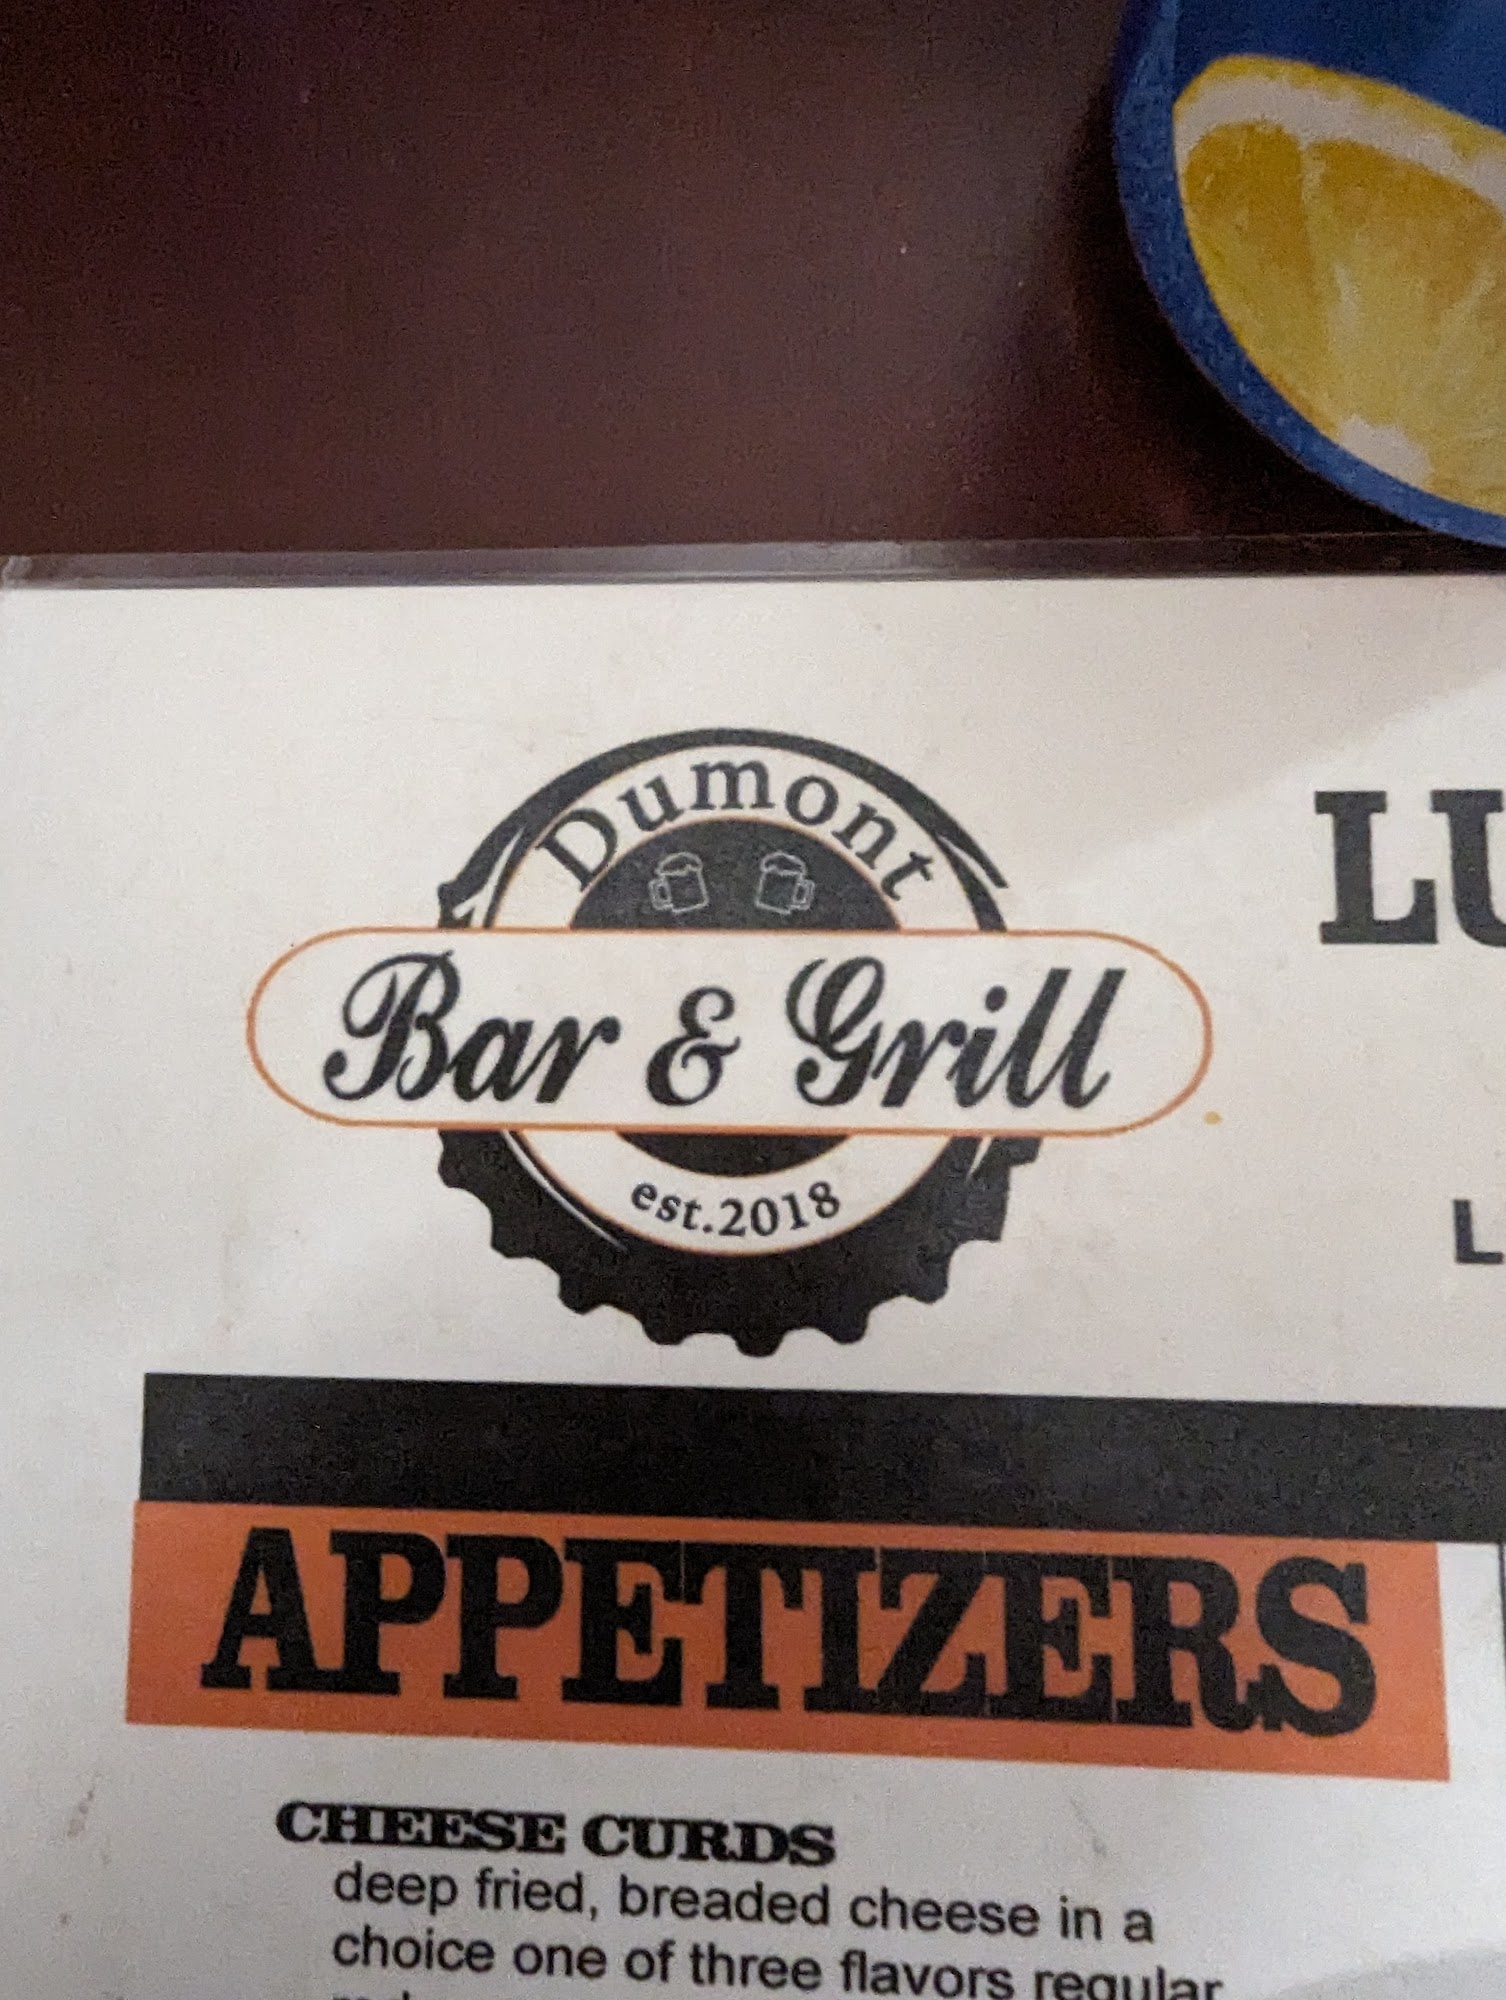 Dumont
Bar & Grill
est.2018
LU
L
APPETIZERS
CHEESE CURDS
deep fried, breaded cheese in a
choice one of three flavors regular